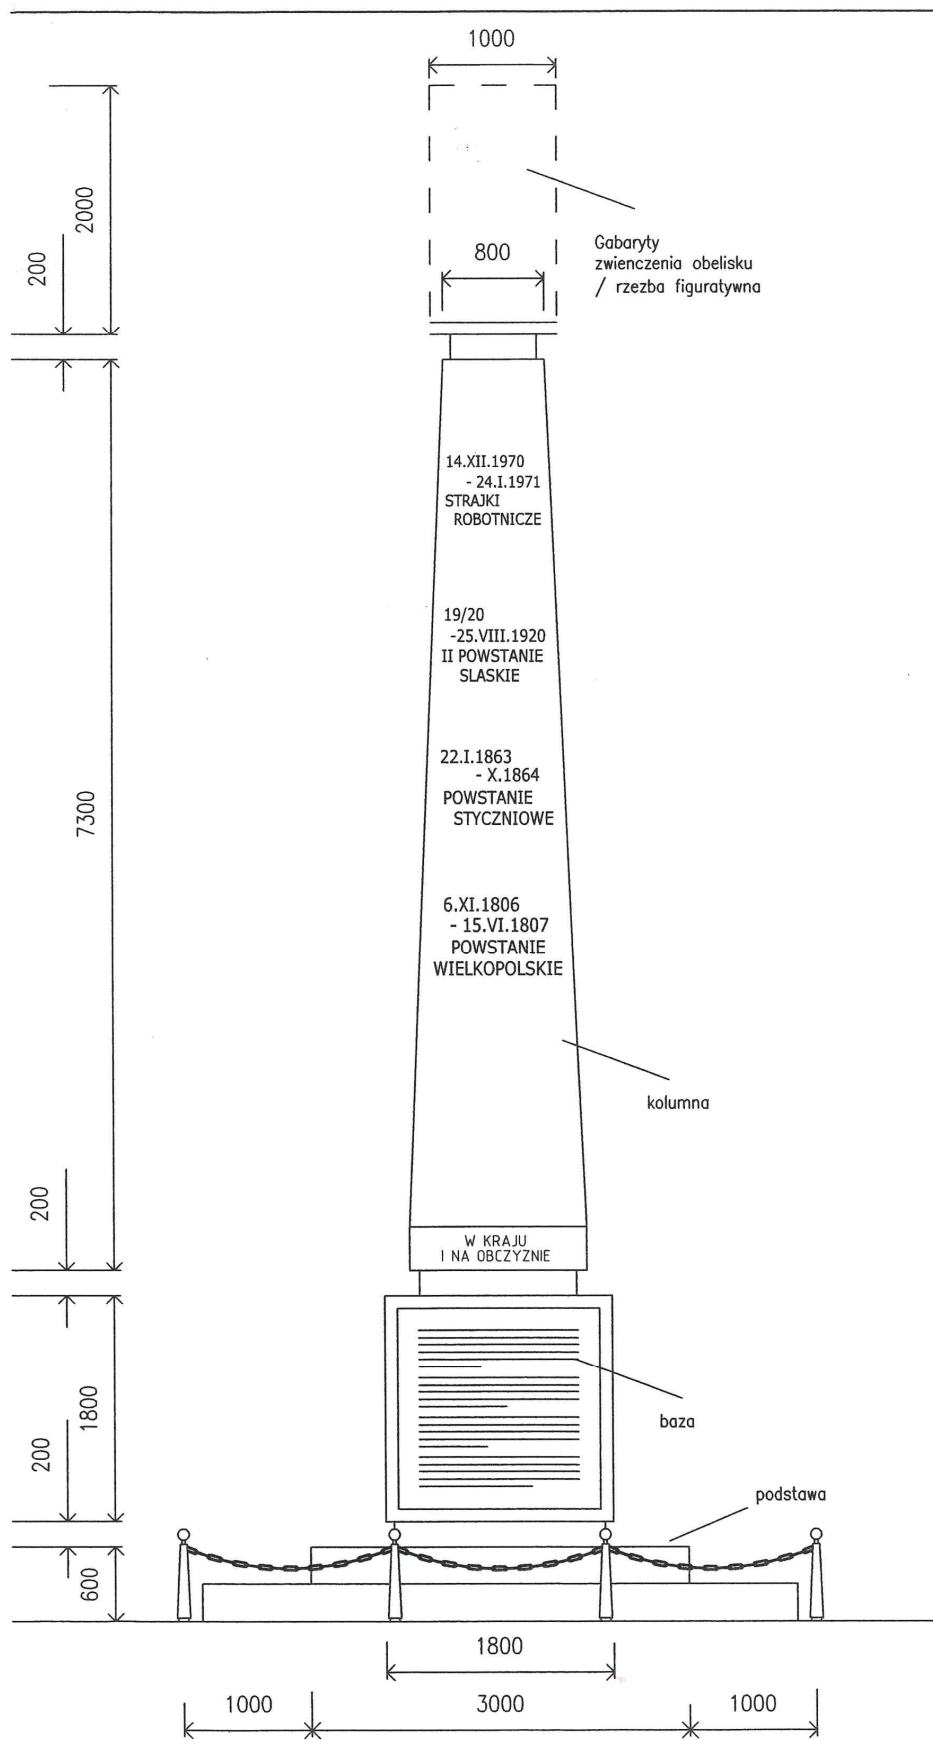 1000
2000
200
800
Gabaryty
zwienczenia obelisku
/ rzezba figuratywna
14.XII.1970
- 24.I.1971
STRAJKI
ROBOTNICZE
19/20
-25.VIII.1920
II POWSTANIE
SLASKIE
22.I.1863
- X.1864
POWSTANIE
STYCZNIOWE
7300
6.XI.1806
- 15.VI.1807
POWSTANIE
WIELKOPOLSKIE
kolumna
200
W KRAJU
I NA OBCZYZNIE
1800
baza
200
podstawa
600
1800
1000 3000 1000